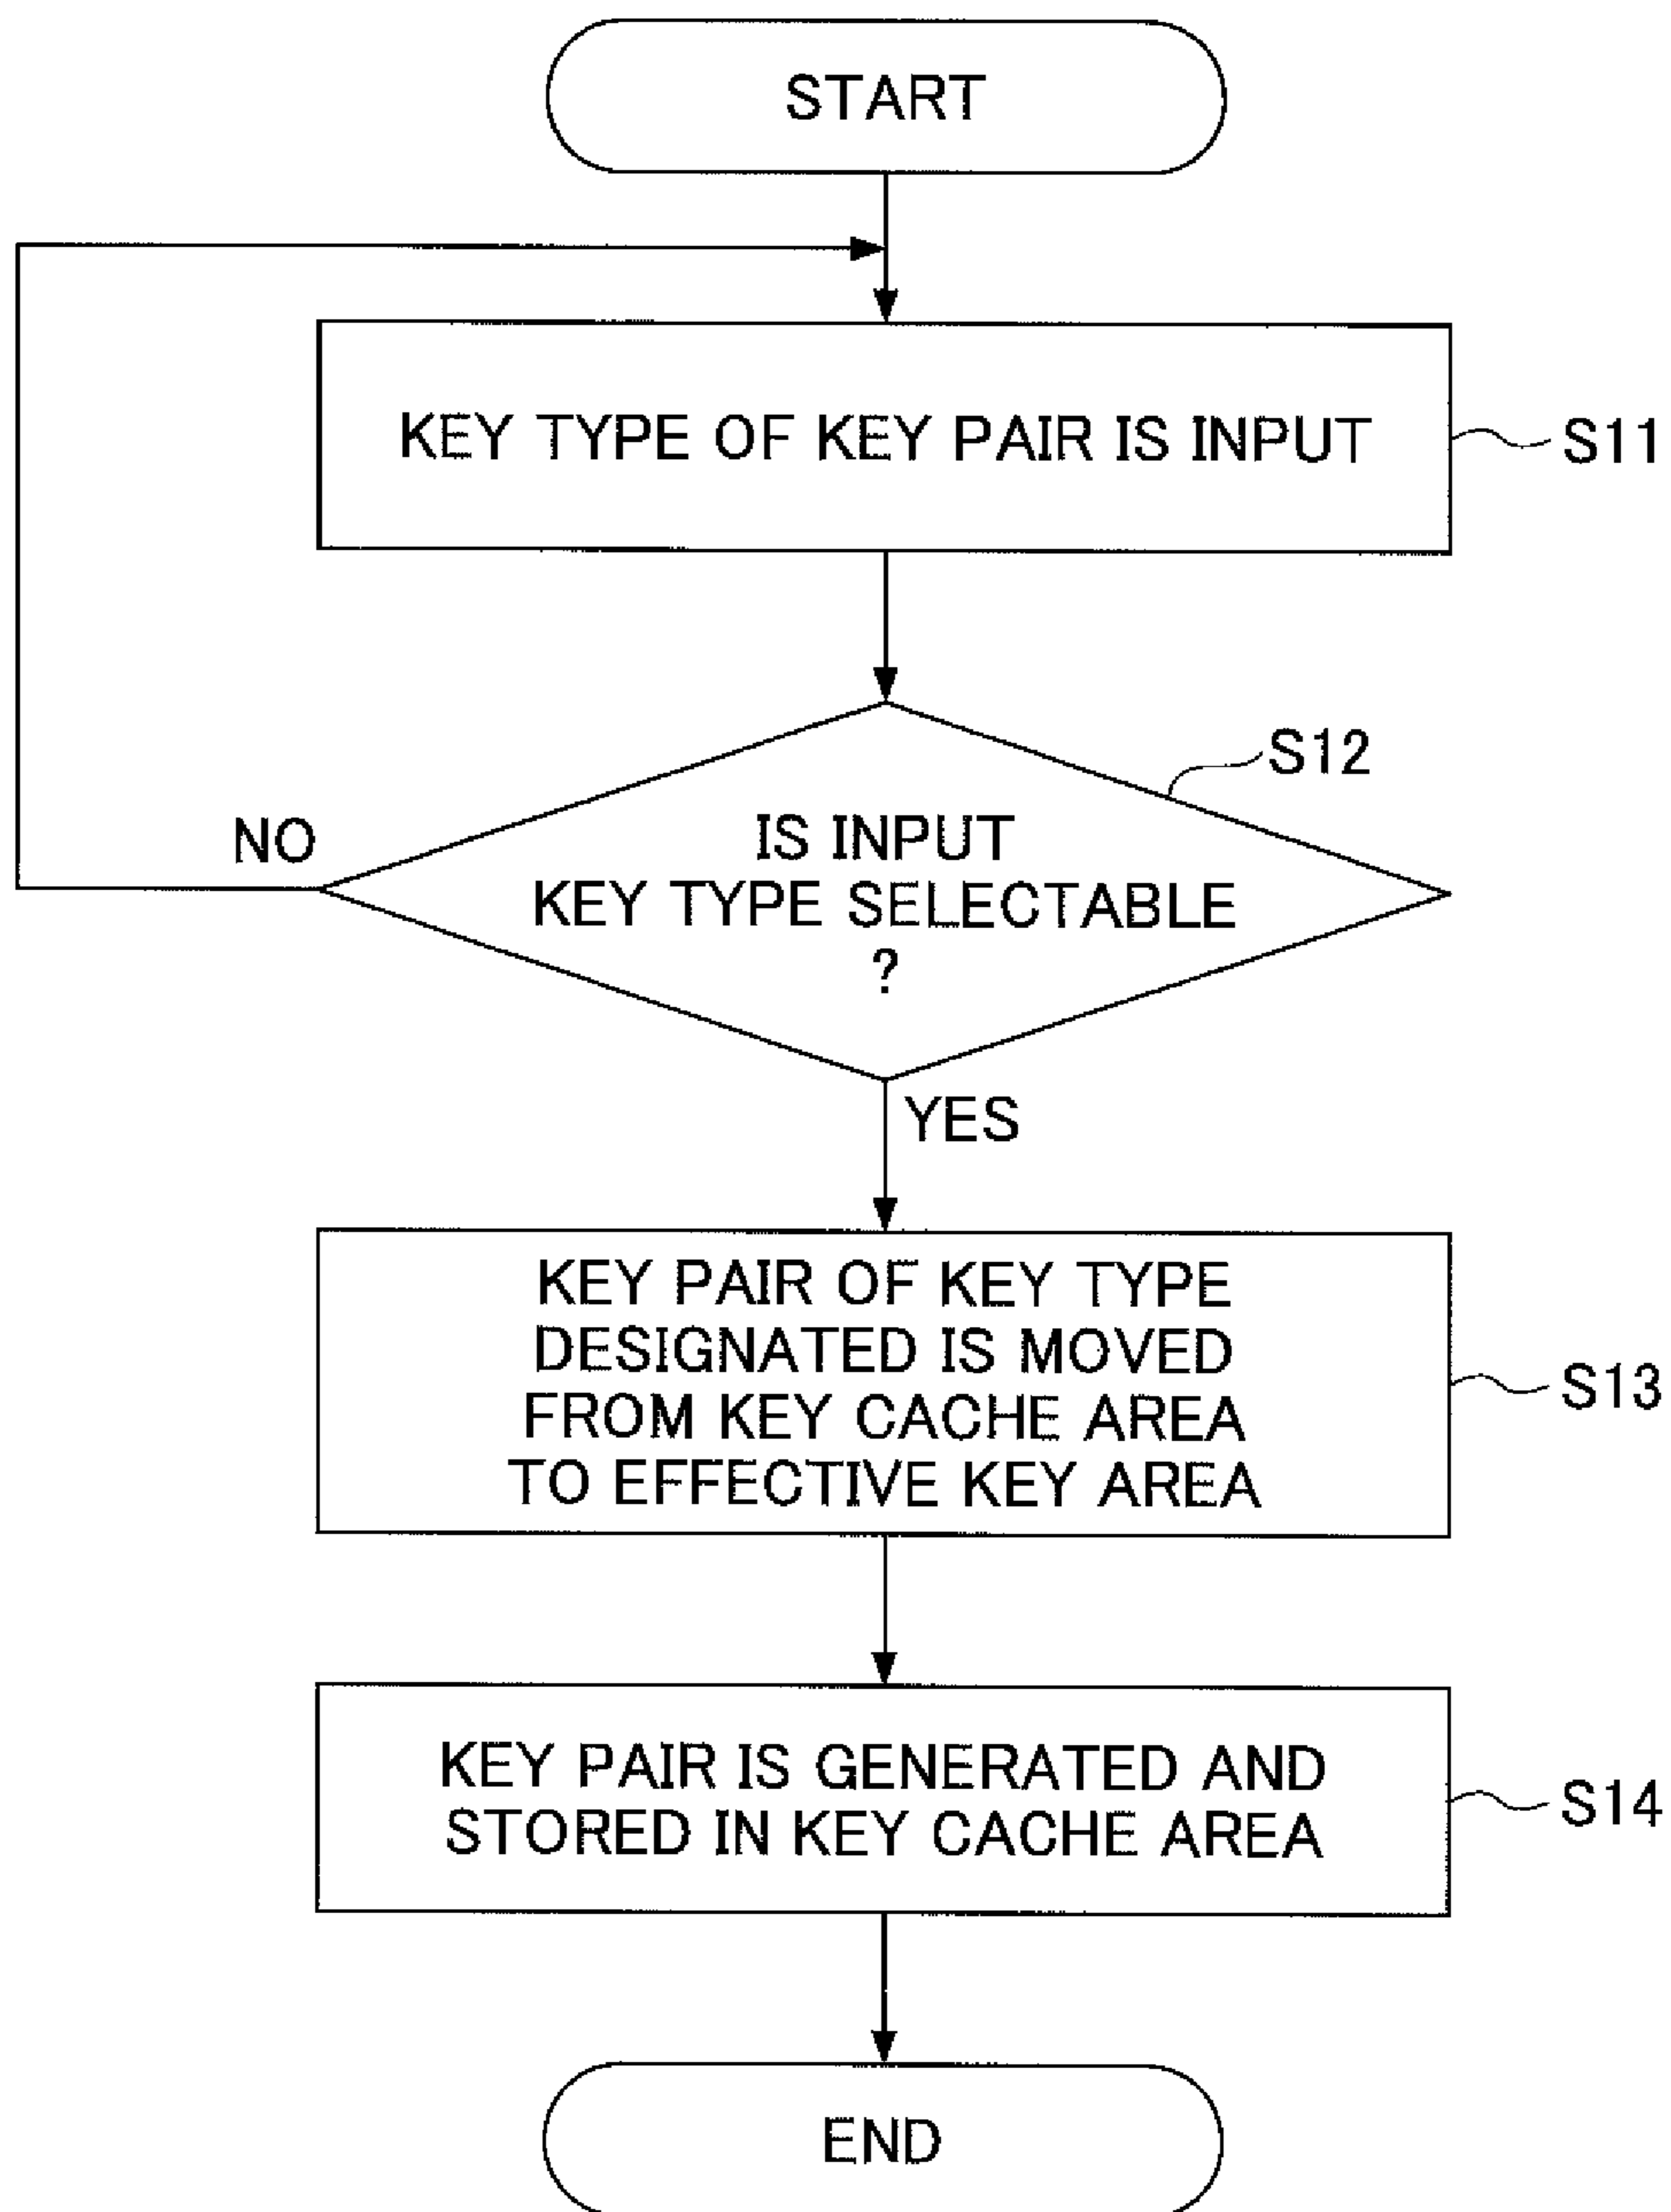 START
KEY TYPE OF KEY PAIR IS INPUT
S11
S12
IS INPUT
KEY TYPE SELECTABLE
?
NO
YES
KEY PAIR OF KEY TYPE
DESIGNATED IS MOVED
FROM KEY CACHE AREA
TO EFFECTIVE KEY AREA
S13
KEY PAIR IS GENERATED AND
STORED IN KEY CACHE AREA
S14
END